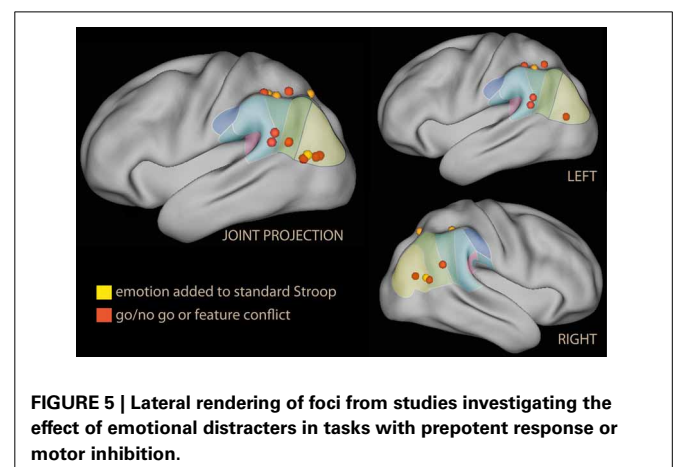 JOINT PROJECTION
emotion added to standard Stroop
go/no go or feature conflict
LEFT
RIGHT
FIGURE 5 | Lateral rendering of foci from studies investigating the
effect of emotional distracters in tasks with prepotent response or
motor inhibition.